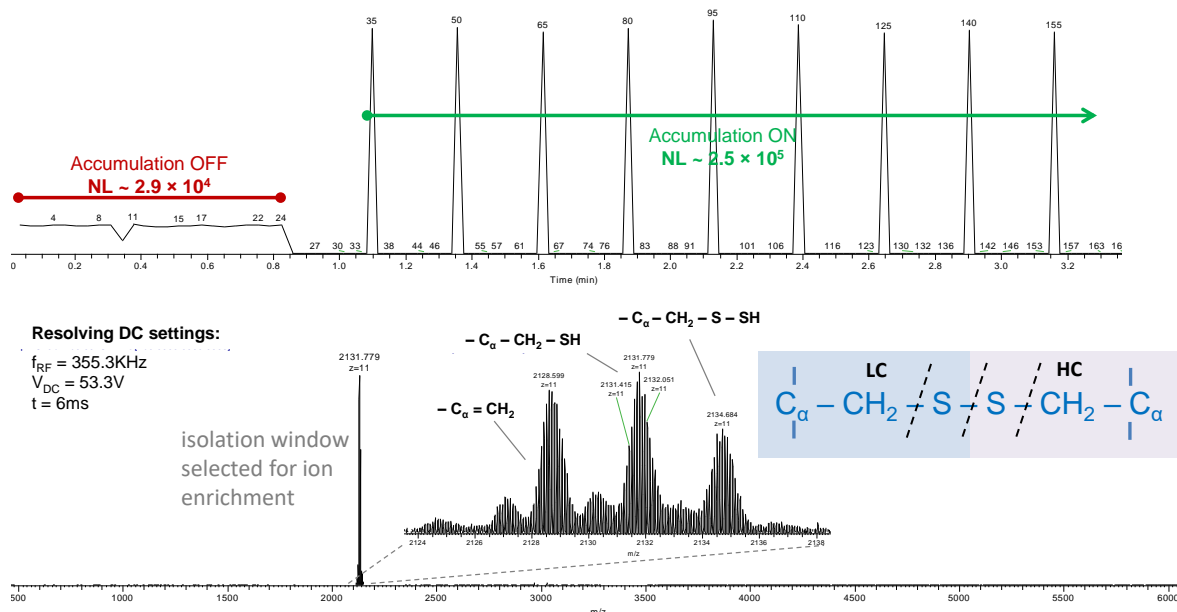 35 50 65 80 95 110 125 140 155
Accumulation OFF
NL ~ 2.9 × 10⁴
Accumulation ON
NL ~ 2.5 × 10⁵
4 8 11 15 17 22 24
27 30 33 38 44 46 55 57 61 67 74 76 83 88 91 101 106 116 123 130 132 136 142 146 153 157 163 16
0 0.2 0.4 0.6 0.8 1.0 1.2 1.4 1.6 1.8 2.0 2.2 2.4 2.6 2.8 3.0 3.2
Time (min)
Resolving DC settings:
fRF = 355.3KHz
VDC = 53.3V
t = 6ms
isolation window
selected for ion
enrichment
2131.779
z=11
– Cα – CH₂ – S – SH
– Cα – CH₂ – SH
– Cα = CH₂
2128.599
z=11
2131.415
z=11
2131.779
z=11
2132.051
z=11
2134.684
z=11
2124 2126 2128 2130 2132 2134 2136 2138
m/z
LC HC
Cα – CH₂ – S – S – CH₂ – Cα
500 1000 1500 2000 2500 3000 3500 4000 4500 5000 5500 6000
m/z